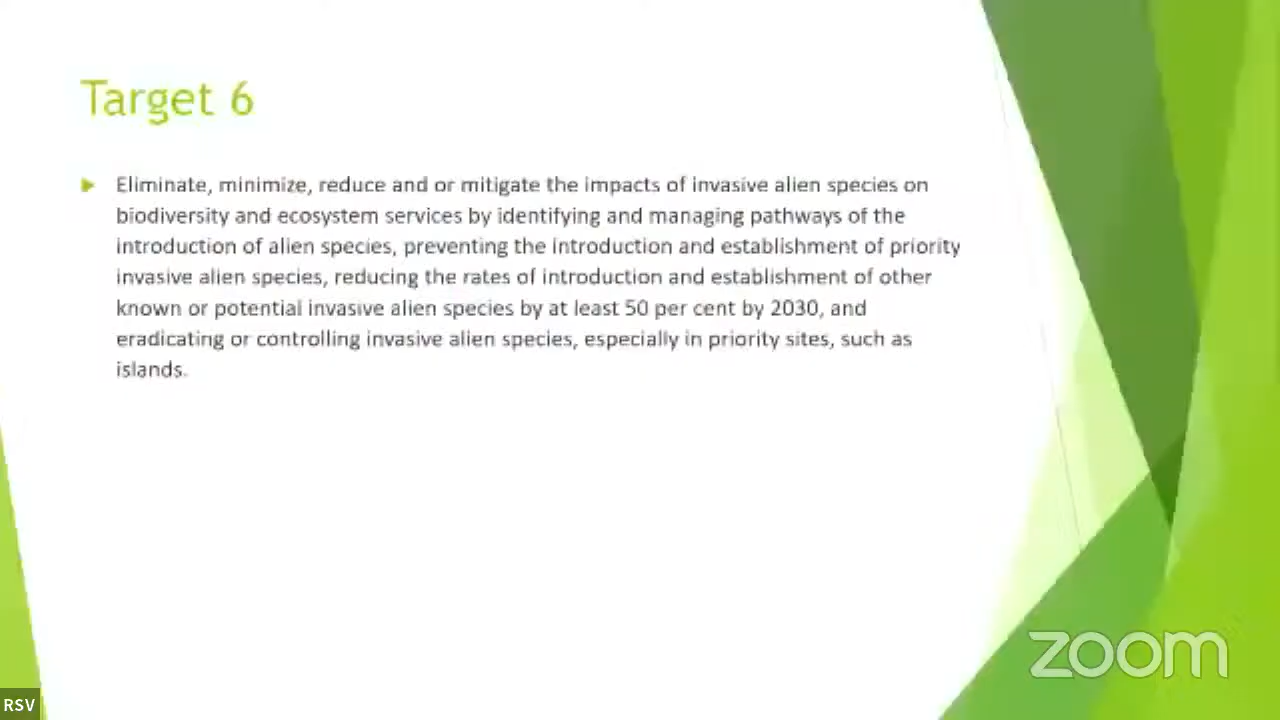 Target 6
Eliminate, minimize, reduce and or mitigate the impacts of invasive alien species on
biodiversity and ecosystem services by identifying and managing pathways of the
introduction of alien species, preventing the introduction and establishment of priority
invasive alien species, reducing the rates of introduction and establishment of other
known or potential invasive alien species by at least 50 per cent by 2030, and
eradicating or controlling invasive alien species, especially in priority sites, such as
islands.
zoom
RSV